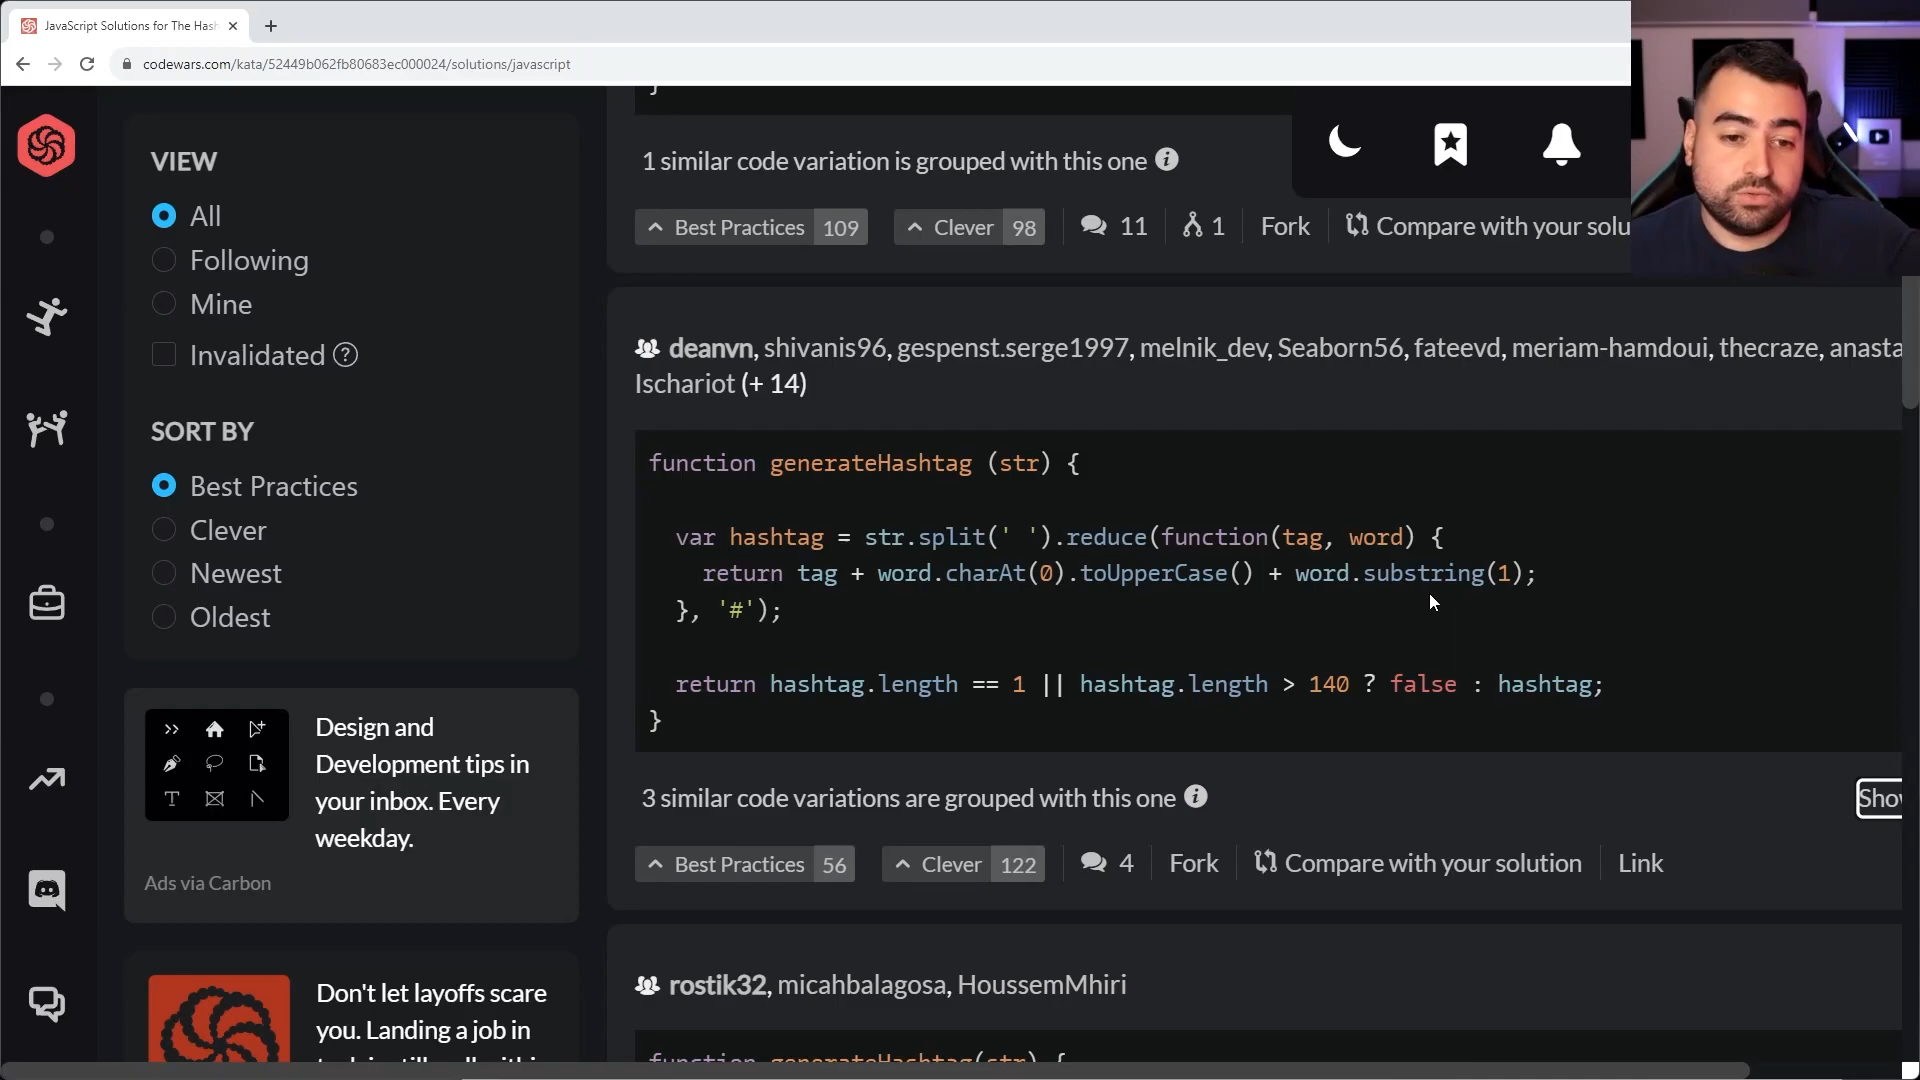 JavaScript Solutions for The Hash
codewars.com/kata/52449b062fb80683ec000024/solutions/javascript
VIEW
All
Following
Mine
Invalidated
SORT BY
Best Practices
Clever
Newest
Oldest
Design and
Development tips in
your inbox. Every
weekday.
Ads via Carbon
Don't let layoffs scare
you. Landing a job in
}
1 similar code variation is grouped with this one
Best Practices 109 Clever 98 11 1 Fork Compare with your solu
deanvn, shivanis96, gespenst.serge1997, melnik_dev, Seaborn56, fateevd, meriam-hamdoui, thecraze, anasta
Ischariot (+ 14)
function generateHashtag (str) {
var hashtag = str.split(' ').reduce(function(tag, word) {
return tag + word.charAt(0).toUpperCase() + word.substring(1);
}, '#');
return hashtag.length == 1 || hashtag.length > 140 ? false : hashtag;
}
3 similar code variations are grouped with this one
Show
Best Practices 56 Clever 122 4 Fork Compare with your solution Link
rostik32, micahbalagosa, HoussemMhiri
function generateHashtag(str) {